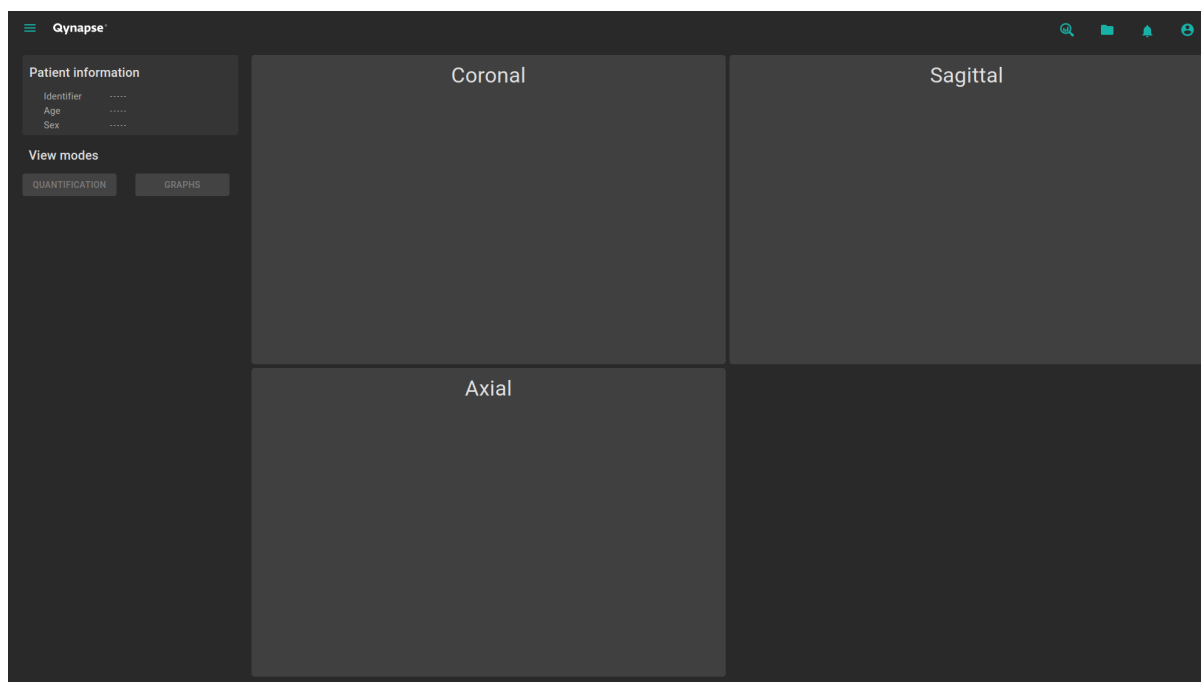 Qynapse
Patient information
Identifier -----
Age -----
Sex -----
View modes
QUANTIFICATION GRAPHS
Coronal
Sagittal
Axial